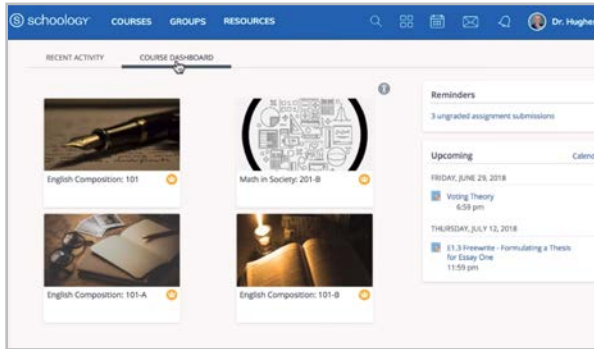 schoology COURSES GROUPS RESOURCES Dr. Hughes
RECENT ACTIVITY COURSE DASHBOARD
English Composition: 101
Math in Society: 201-B
English Composition: 101-A
English Composition: 101-B
Reminders
3 ungraded assignment submissions
Upcoming Calend
FRIDAY, JUNE 29, 2018
Voting Theory
6:59 pm
THURSDAY, JULY 12, 2018
E1.3 Freewrite - Formulating a Thesis
for Essay One
11:59 pm